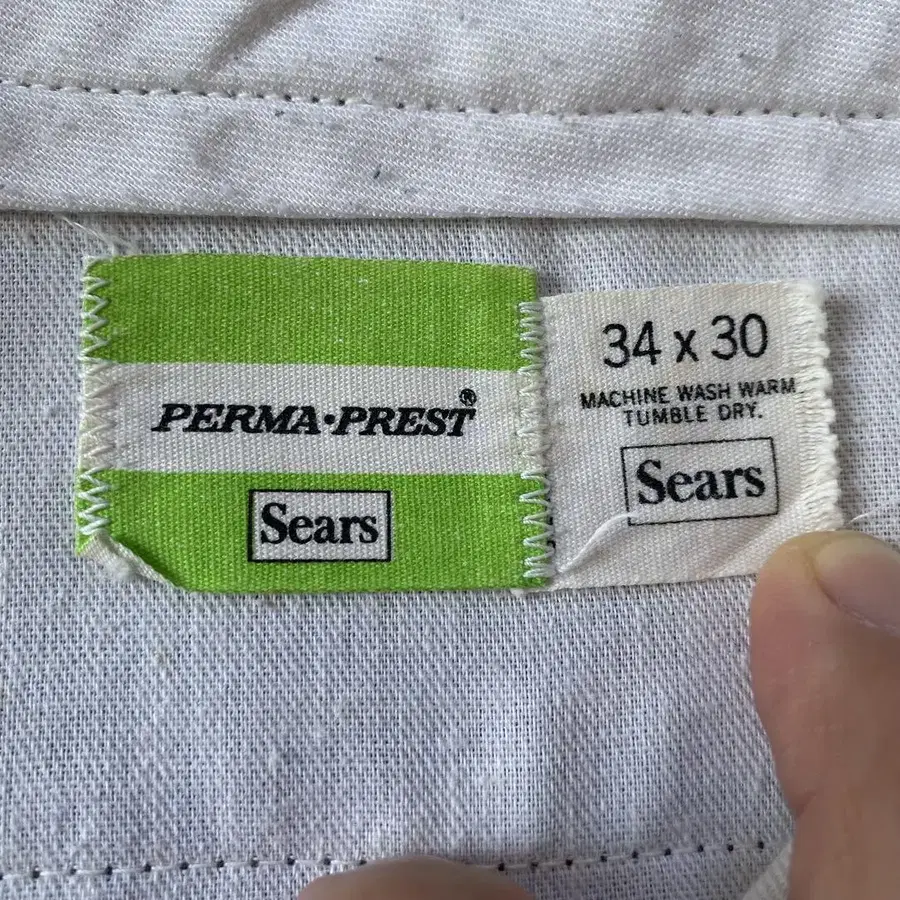 PERMA·PREST®
Sears
34 x 30
MACHINE WASH WARM
TUMBLE DRY.
Sears